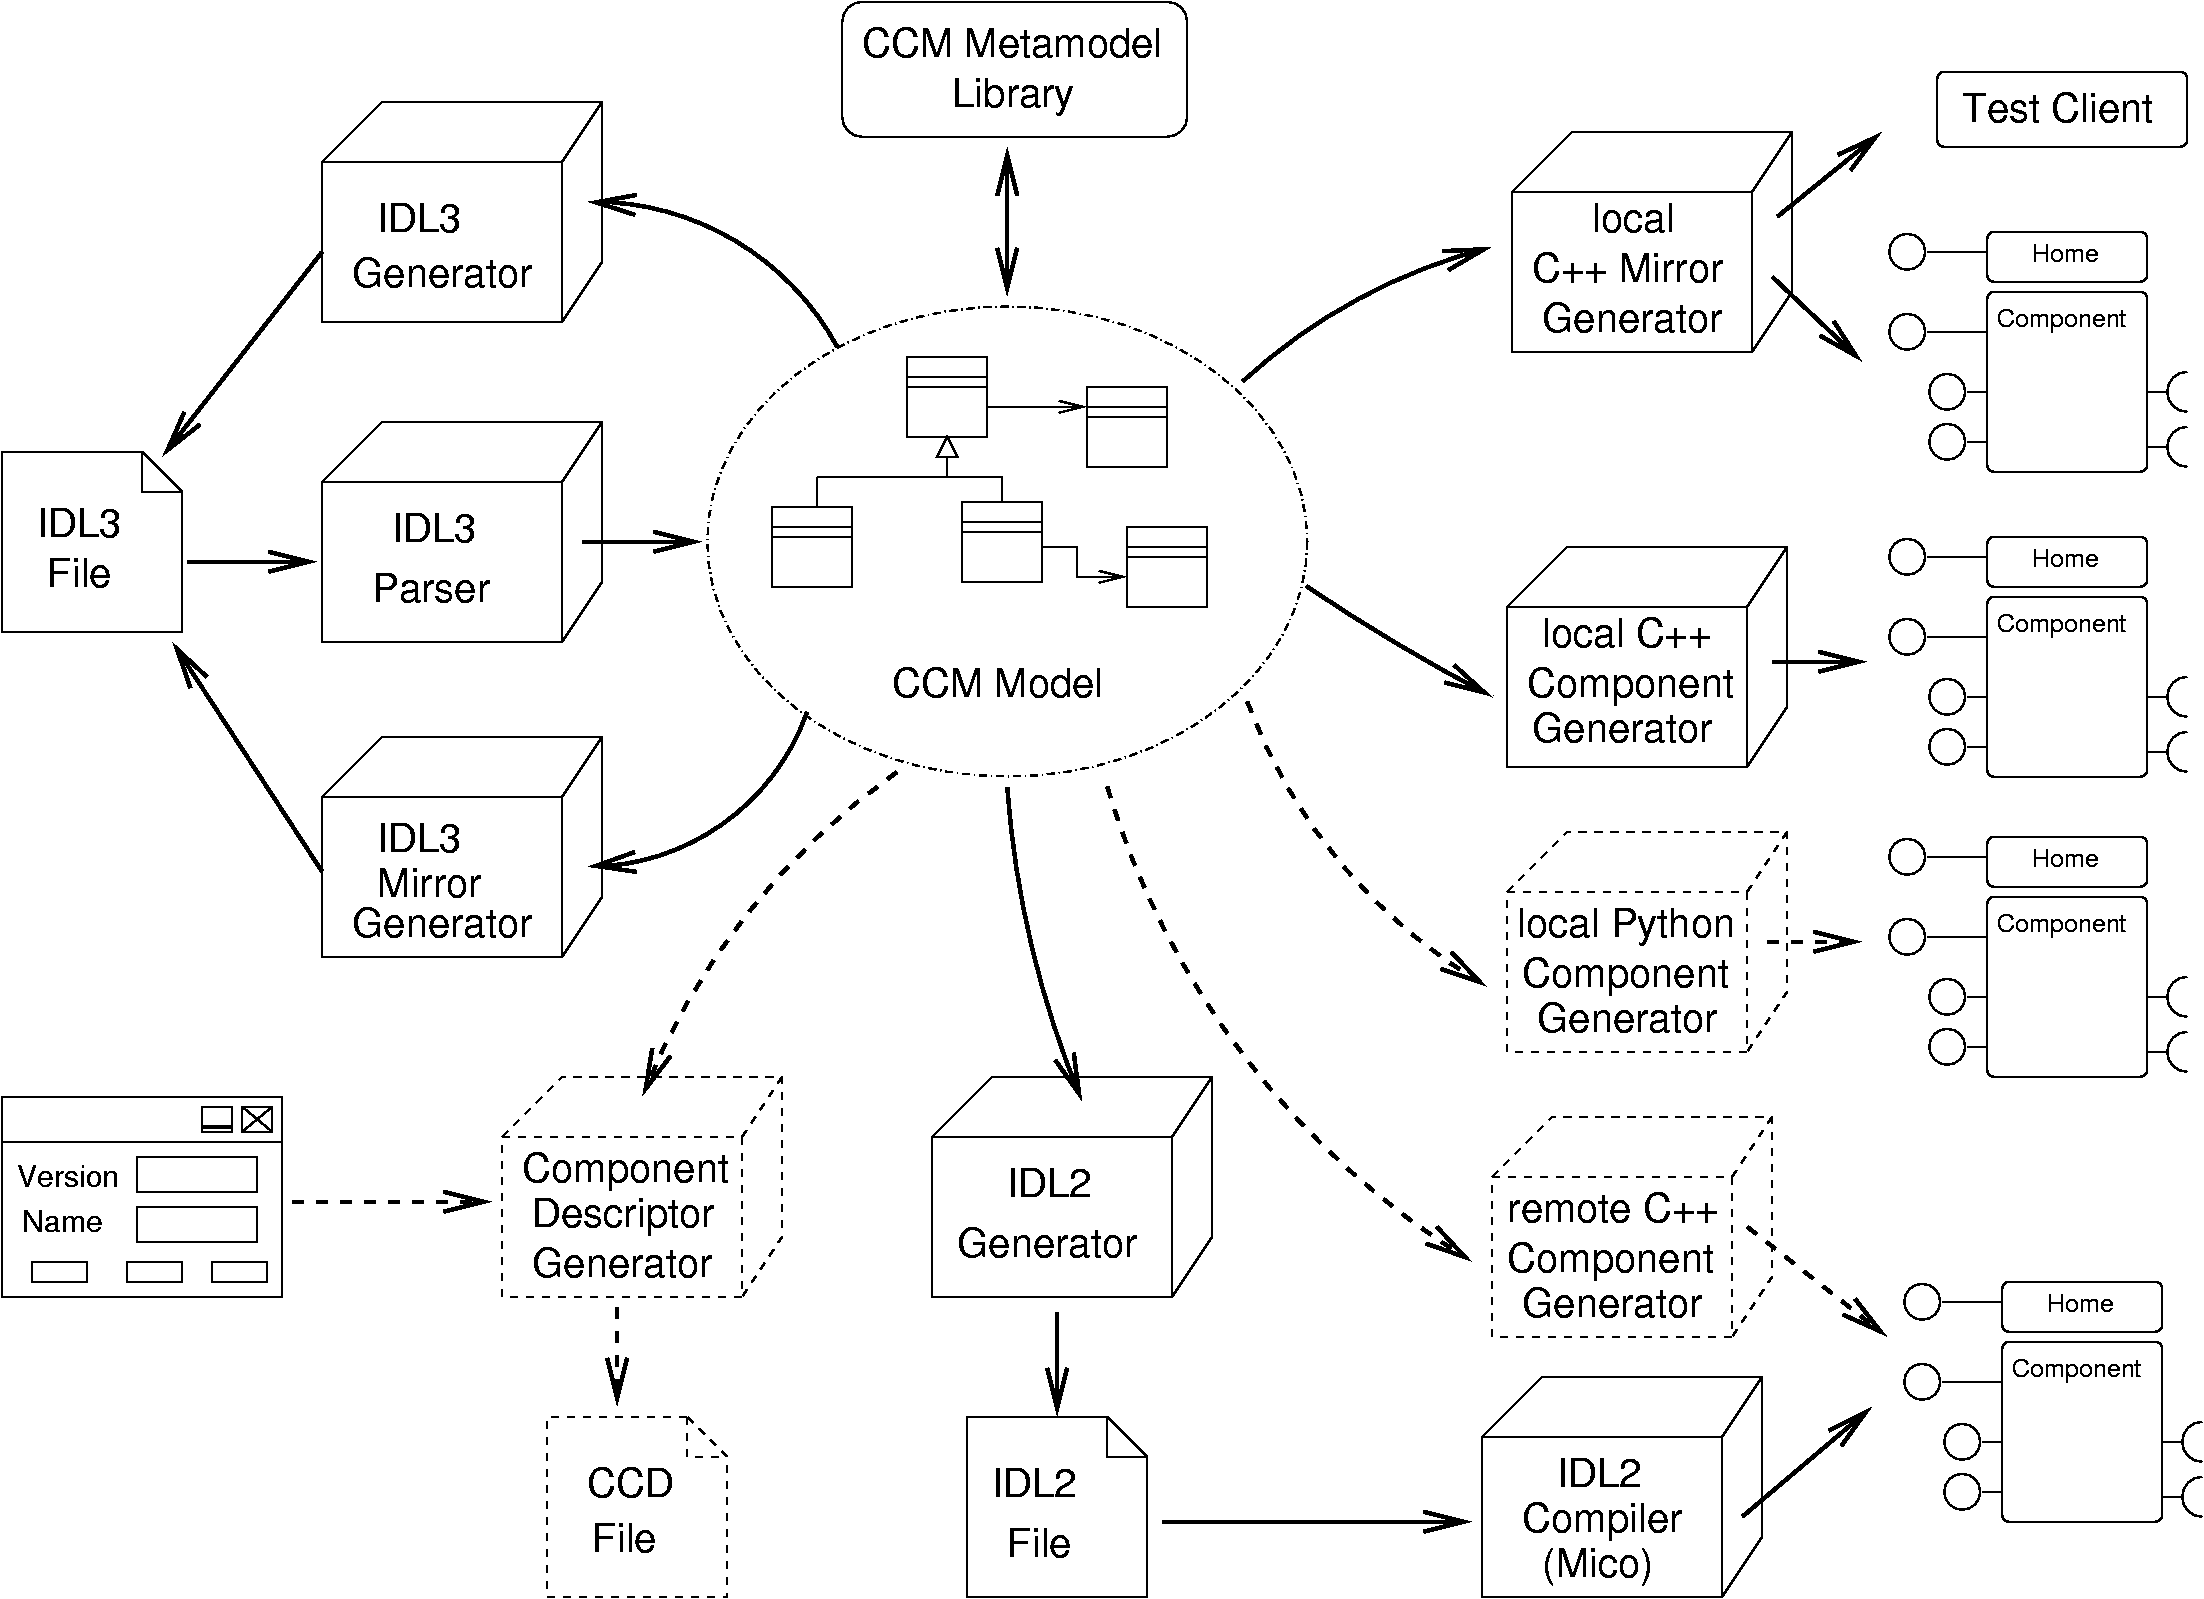 CCM Metamodel
Library
Test Client
IDL3
Generator
local
C++ Mirror
Generator
Home
Component
IDL3
File
IDL3
Parser
CCM Model
local C++
Component
Generator
Home
Component
IDL3
Mirror
Generator
local Python
Component
Generator
Home
Component
Version
Name
Component
Descriptor
Generator
IDL2
Generator
remote C++
Component
Generator
Home
Component
CCD
File
IDL2
File
IDL2
Compiler
(Mico)